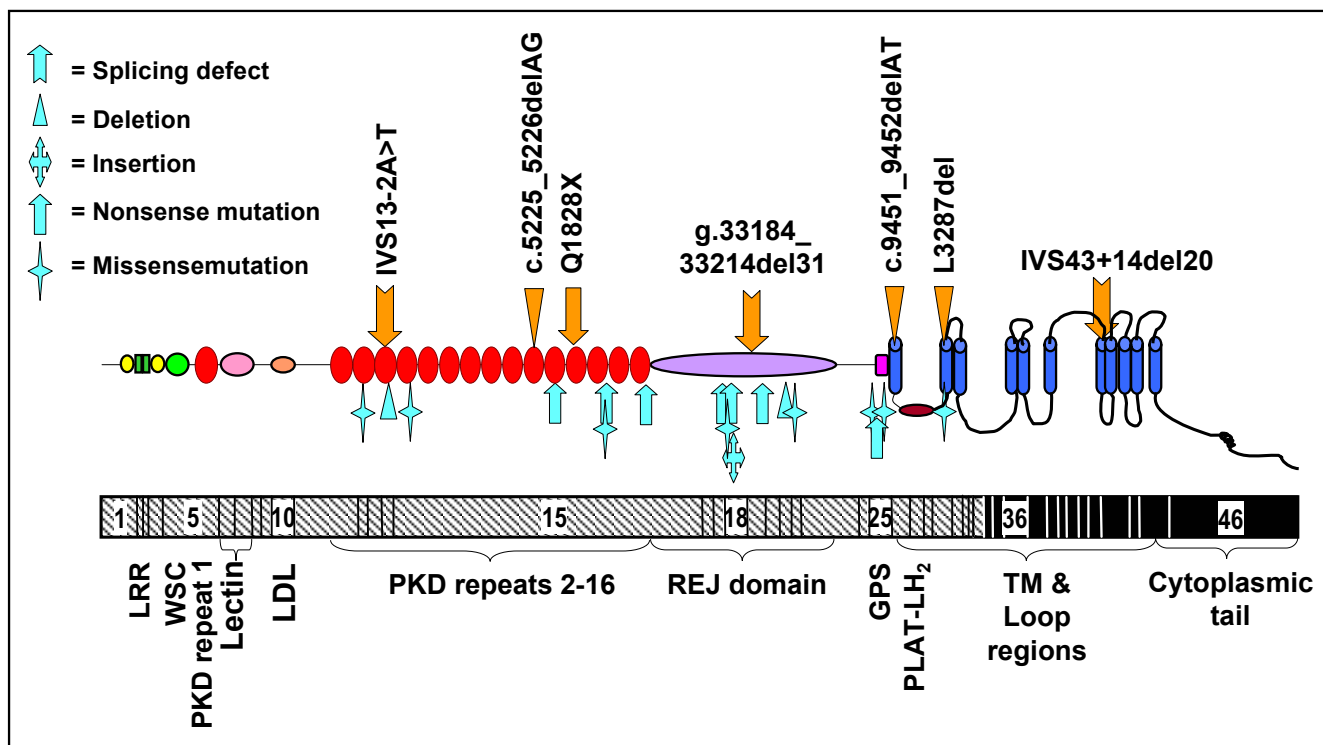 = Splicing defect
= Deletion
= Insertion
= Nonsense mutation
= Missensemutation
IVS13-2A>T
c.5225_5226delAG
Q1828X
g.33184_
33214del31
c.9451_9452delAT
L3287del
IVS43+14del20
1
5
10
15
18
25
36
46
LRR
WSC
PKD repeat 1
Lectin
LDL
PKD repeats 2-16
REJ domain
GPS
PLAT-LH₂
TM &
Loop
regions
Cytoplasmic
tail